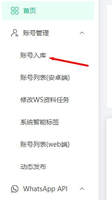 首页
账号管理
账号入库
账号列表(安卓端)
修改WS资料任务
系统智能标签
账号列表(web端)
动态发布
WhatsApp API